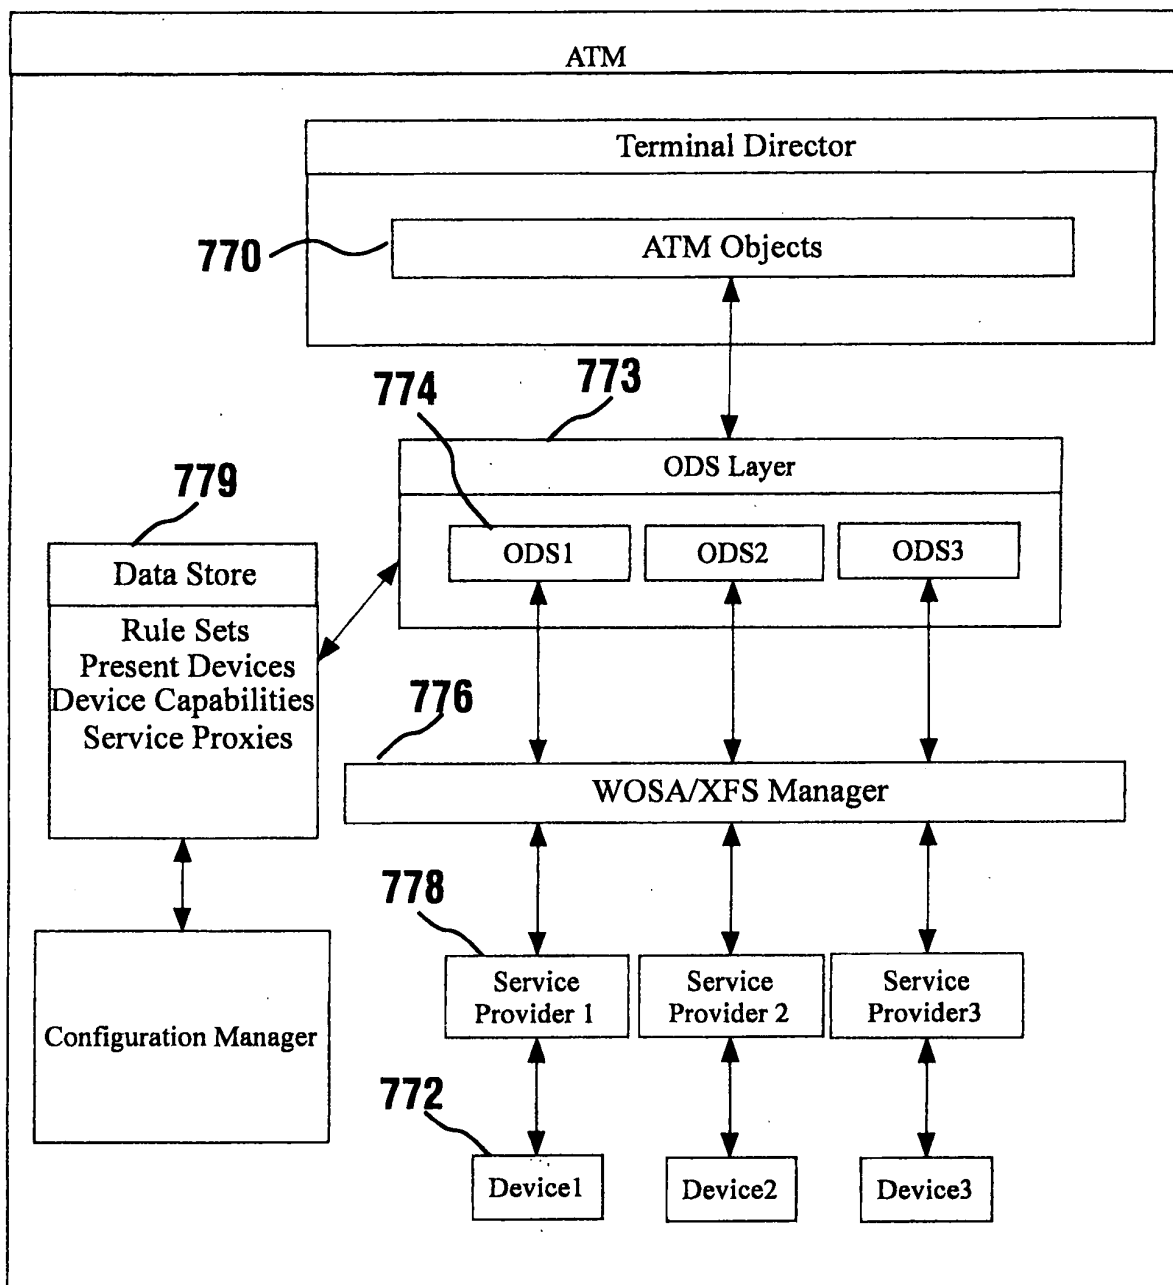 ATM
Terminal Director
770
ATM Objects
773
774
ODS Layer
779
ODS1
ODS2
ODS3
Data Store
Rule Sets
Present Devices
Device Capabilities
Service Proxies
776
WOSA/XFS Manager
778
Service
Provider 1
Service
Provider 2
Service
Provider3
Configuration Manager
772
Device1
Device2
Device3